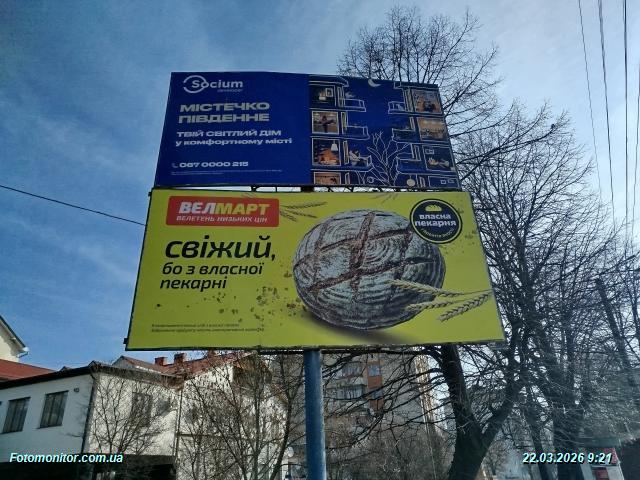 Socium
developer
МІСТЕЧКО
ПІВДЕННЕ
ТВІЙ СВІТЛИЙ ДІМ
у комфортному місті
067 0000 215
ВЕЛМАРТ
ВЕЛЕТЕНЬ НИЗЬКИХ ЦІН
власна
пекарня
свіжий,
бо з власної
пекарні
Fotomonitor.com.ua
22.03.2026 9:21